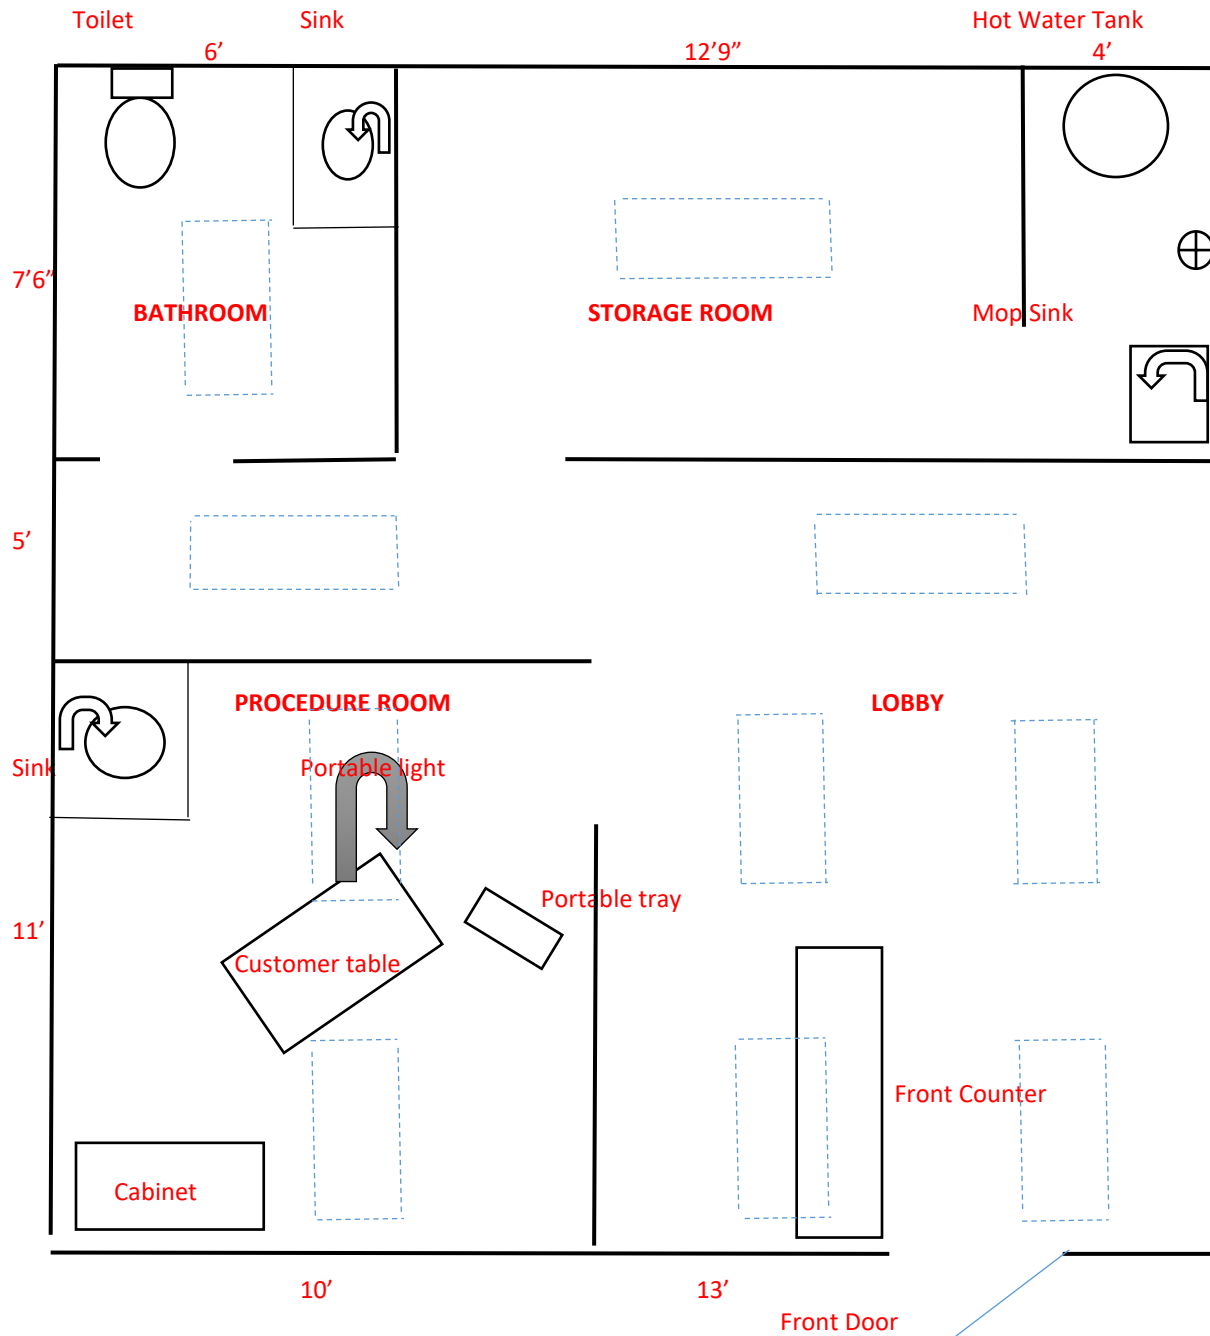 Toilet
Sink
Hot Water Tank
6’
12’9”
4’
7’6”
BATHROOM
STORAGE ROOM
Mop Sink
5’
PROCEDURE ROOM
LOBBY
Sink
Portable light
Portable tray
11’
Customer table
Front Counter
Cabinet
10’
13’
Front Door